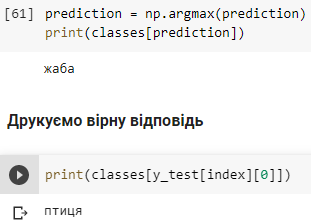 [61] prediction = np.argmax(prediction)
print(classes[prediction])
жаба
Друкуємо вірну відповідь
print(classes[y_test[index][0]])
птиця